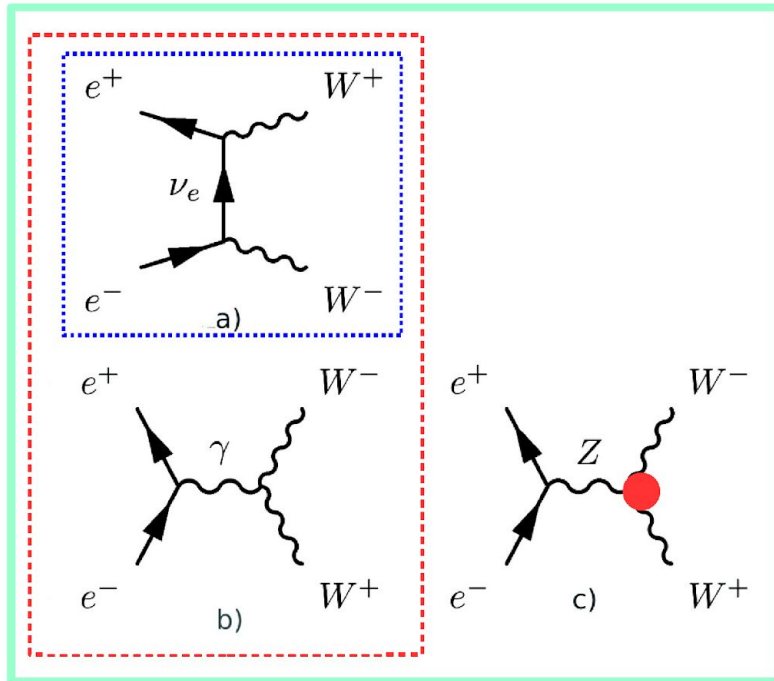 e⁺ W⁺
νₑ
e⁻ W⁻
a)
e⁺ W⁻ e⁺ W⁻
γ Z
e⁻ W⁺ e⁻ W⁺
b) c)